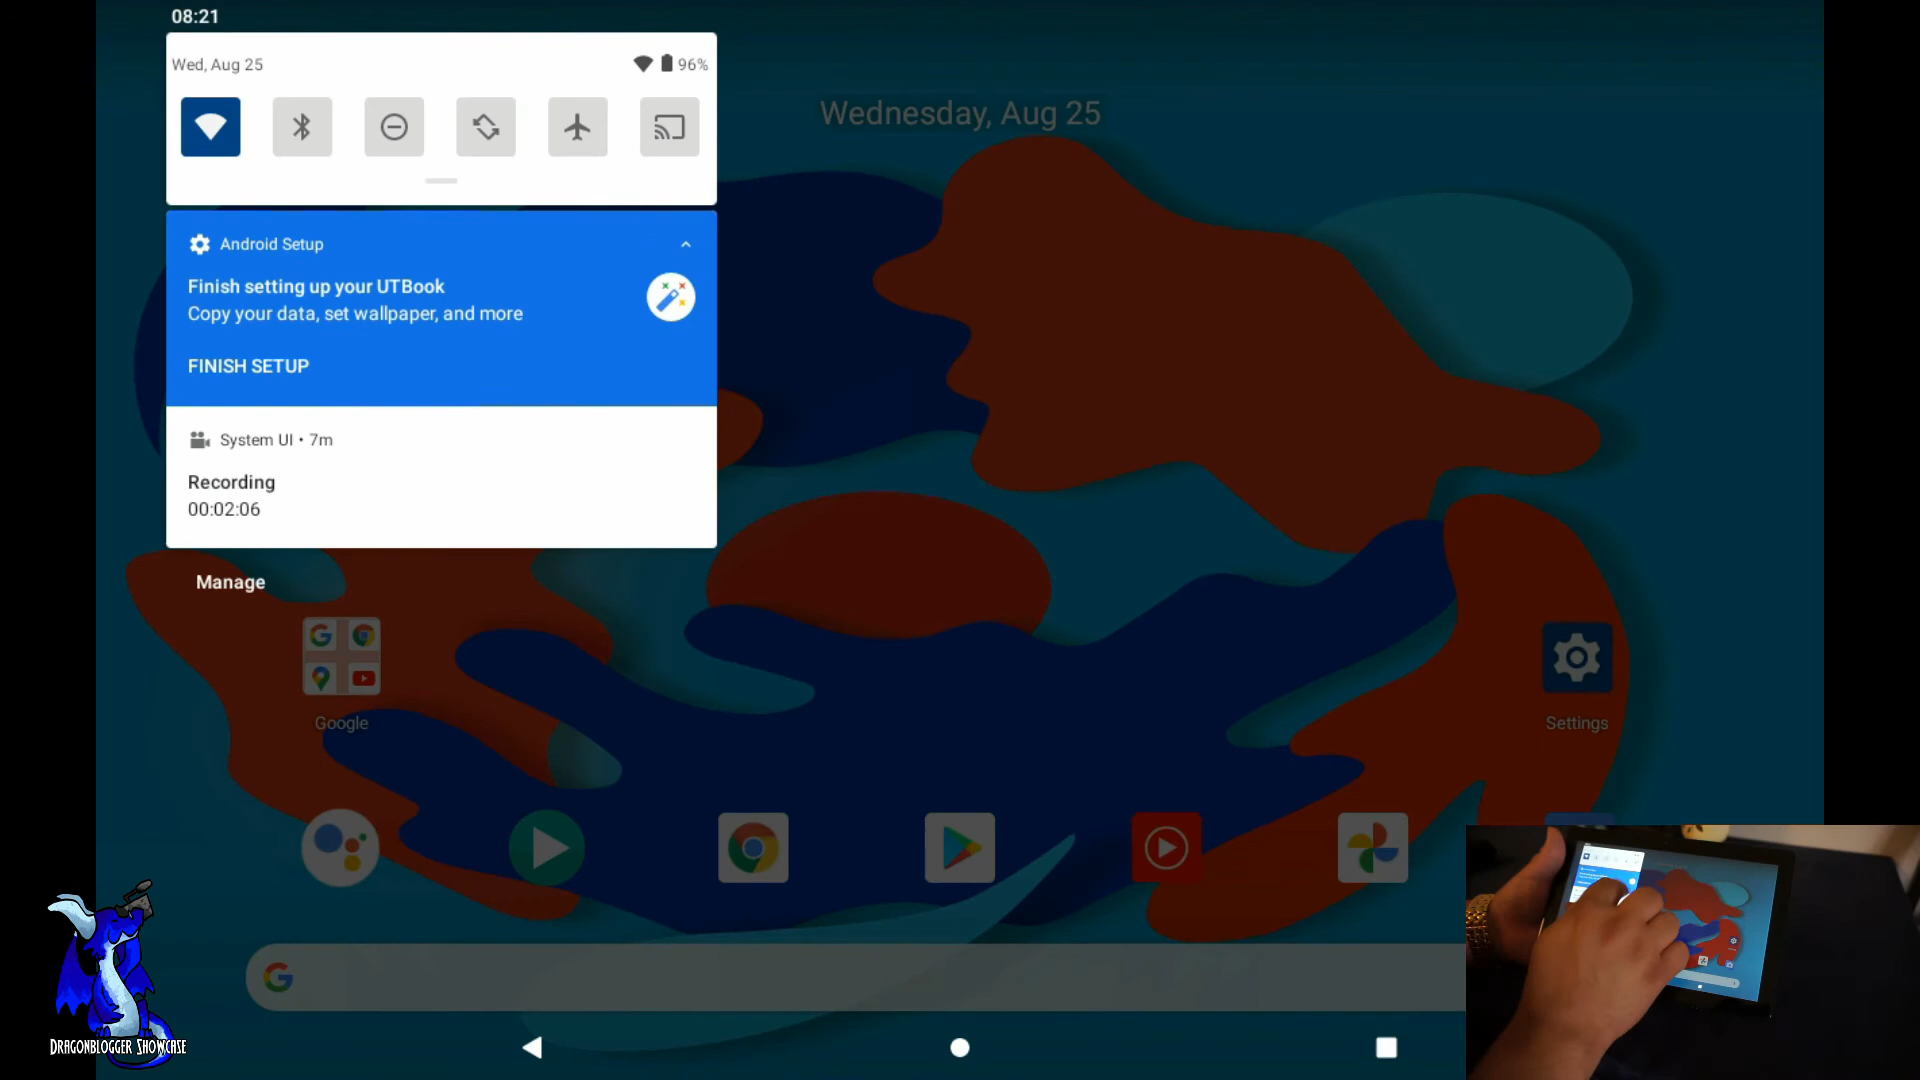 08:21
Wed, Aug 25
96%
Wednesday, Aug 25
Android Setup
Finish setting up your UTBook
Copy your data, set wallpaper, and more
FINISH SETUP
System UI • 7m
Recording
00:02:06
Manage
Google
Settings
DRAGONBLOGGER SHOWCASE